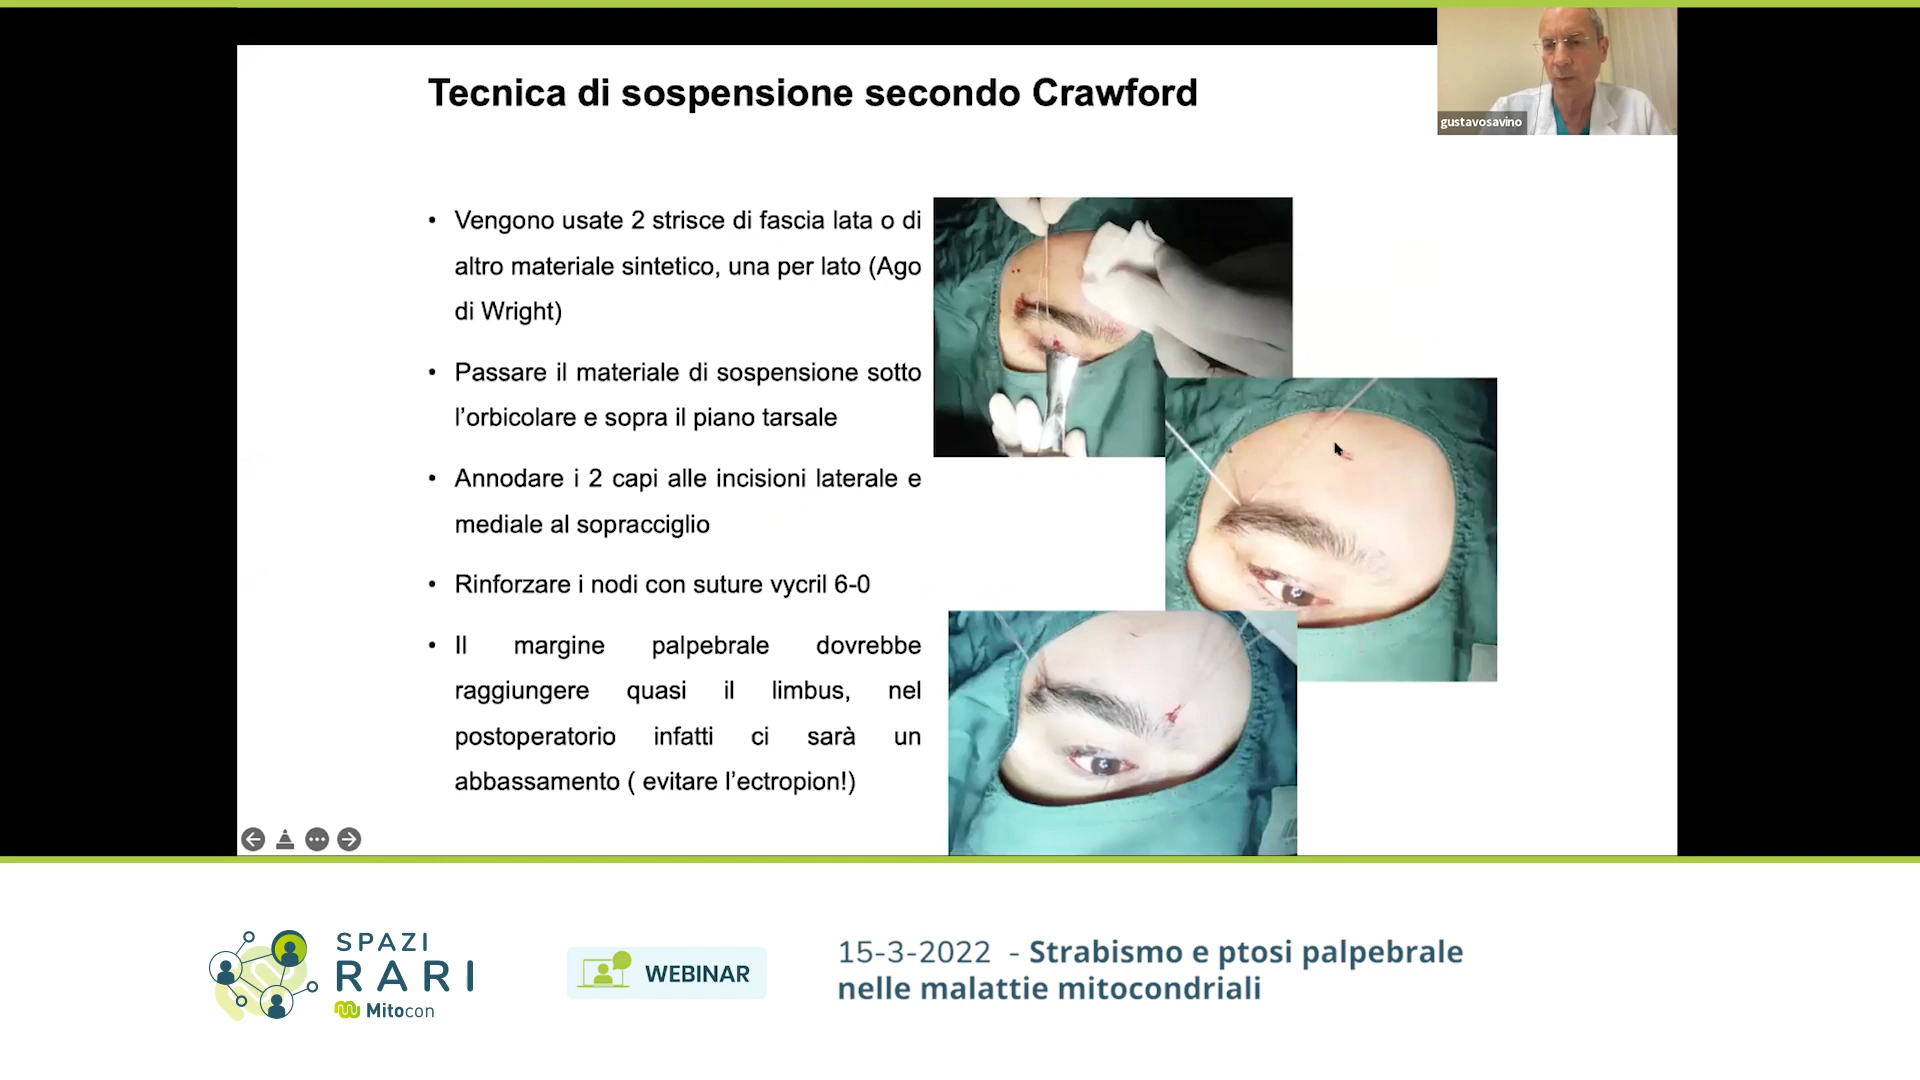 Tecnica di sospensione secondo Crawford
gustavosavino
• Vengono usate 2 strisce di fascia lata o di
altro materiale sintetico, una per lato (Ago
di Wright)
• Passare il materiale di sospensione sotto
l’orbicolare e sopra il piano tarsale
• Annodare i 2 capi alle incisioni laterale e
mediale al sopracciglio
• Rinforzare i nodi con suture vycril 6-0
• Il margine palpebrale dovrebbe
raggiungere quasi il limbus, nel
postoperatorio infatti ci sarà un
abbassamento ( evitare l’ectropion!)
SPAZI
RARI
Mitocon
WEBINAR
15-3-2022 - Strabismo e ptosi palpebrale
nelle malattie mitocondriali